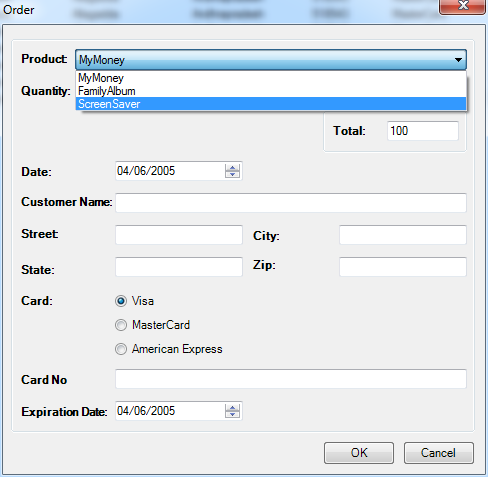 Order
Product: MyMoney
MyMoney
Quantity: FamilyAlbum
ScreenSaver
Total: 100
Date: 04/06/2005
Customer Name:
Street: City:
State: Zip:
Card: Visa
MasterCard
American Express
Card No
Expiration Date: 04/06/2005
OK Cancel